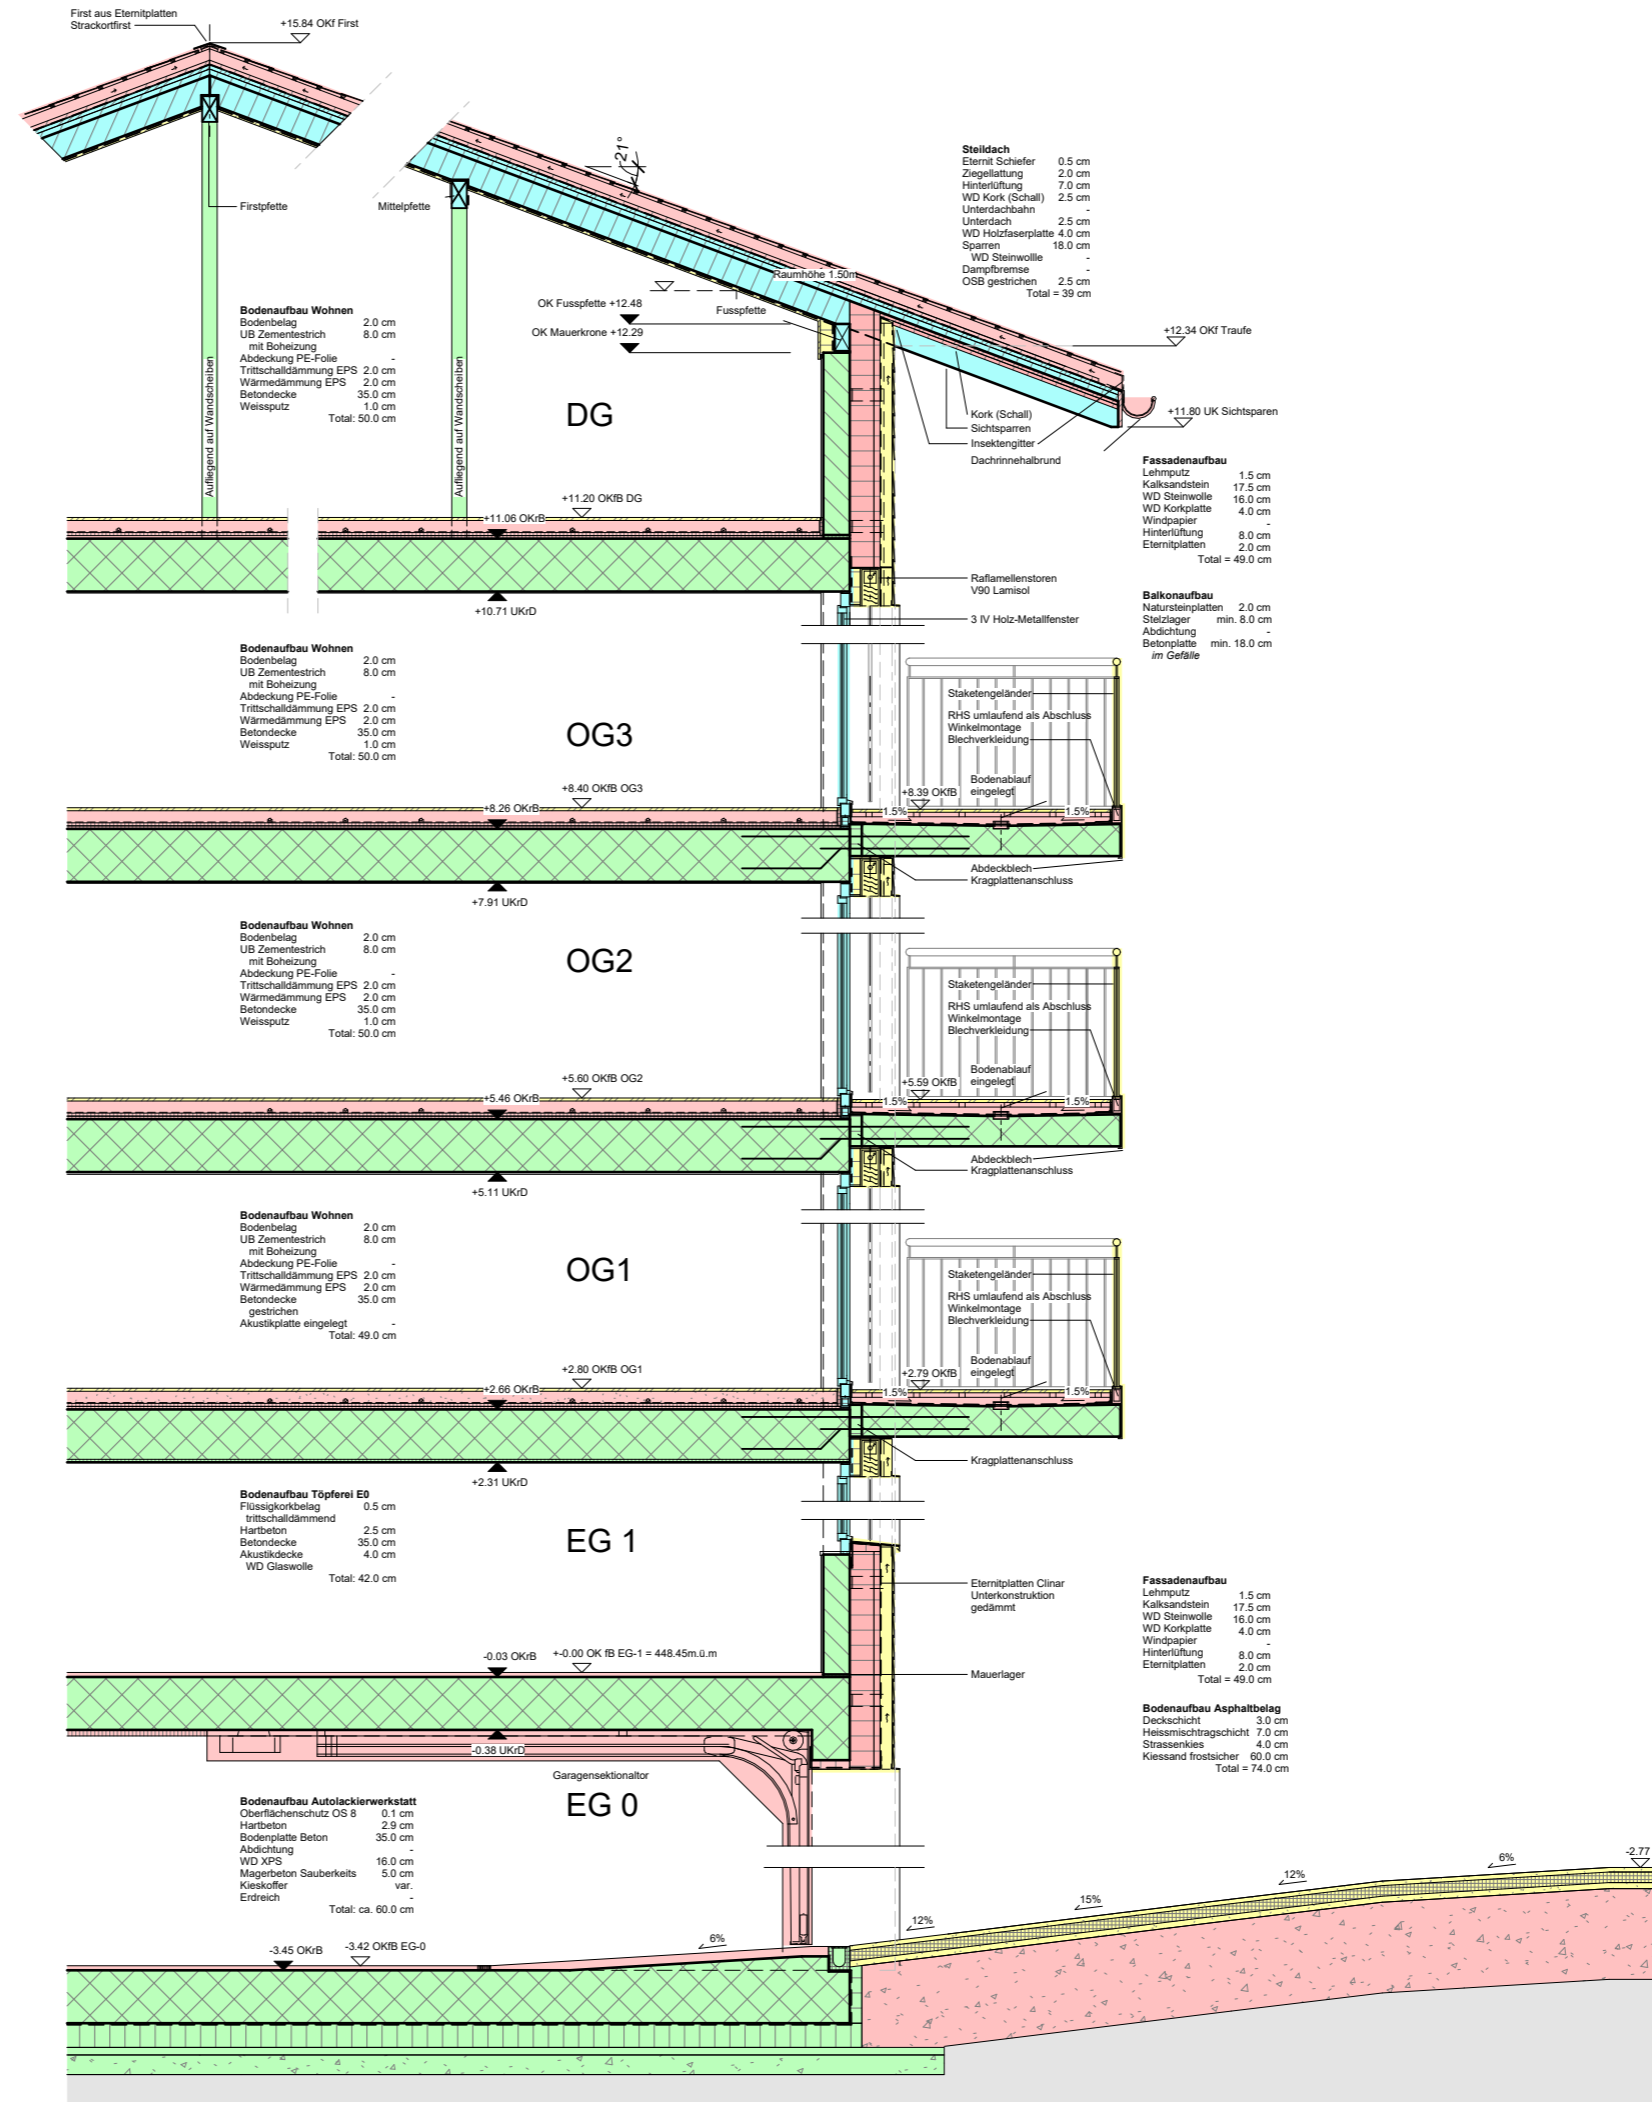 First aus Eternitplatten
Strackortfirst
+15.84 OKf First
21°
Firstpfette
Mittelpfette
Steildach
Eternit Schiefer 0.5 cm
Ziegellattung 2.0 cm
Hinterlüftung 7.0 cm
WD Kork (Schall) 2.5 cm
Unterdachbahn -
Unterdach 2.5 cm
WD Holzfaserplatte 4.0 cm
Sparren 18.0 cm
WD Steinwollle -
Dampfbremse -
OSB gestrichen 2.5 cm
Total = 39 cm
Raumhöhe 1.50m
OK Fusspfette +12.48
Fusspfette
OK Mauerkrone +12.29
+12.34 OKf Traufe
+11.80 UK Sichtsparen
Kork (Schall)
Sichtsparren
Insektengitter
Dachrinnehalbrund
Bodenaufbau Wohnen
Bodenbelag 2.0 cm
UB Zementestrich 8.0 cm
mit Boheizung
Abdeckung PE-Folie -
Trittschalldämmung EPS 2.0 cm
Wärmedämmung EPS 2.0 cm
Betondecke 35.0 cm
Weissputz 1.0 cm
Total: 50.0 cm
Aufliegend auf Wandscheiben
Aufliegend auf Wandscheiben
DG
+11.20 OKfB DG
+11.06 OKrB
+10.71 UKrD
Fassadenaufbau
Lehmputz 1.5 cm
Kalksandstein 17.5 cm
WD Steinwolle 16.0 cm
WD Korkplatte 4.0 cm
Windpapier -
Hinterlüftung 8.0 cm
Eternitplatten 2.0 cm
Total = 49.0 cm
Raflamellenstoren
V90 Lamisol
3 IV Holz-Metallfenster
Balkonaufbau
Natursteinplatten 2.0 cm
Stelzlager min. 8.0 cm
Abdichtung -
Betonplatte min. 18.0 cm
im Gefälle
Bodenaufbau Wohnen
Bodenbelag 2.0 cm
UB Zementestrich 8.0 cm
mit Boheizung
Abdeckung PE-Folie -
Trittschalldämmung EPS 2.0 cm
Wärmedämmung EPS 2.0 cm
Betondecke 35.0 cm
Weissputz 1.0 cm
Total: 50.0 cm
OG3
+8.40 OKfB OG3
+8.26 OKrB
+7.91 UKrD
Staketengeländer
RHS umlaufend als Abschluss
Winkelmontage
Blechverkleidung
Bodenablauf
eingelegt
+8.39 OKfB
1.5%
1.5%
Abdeckblech
Kragplattenanschluss
Bodenaufbau Wohnen
Bodenbelag 2.0 cm
UB Zementestrich 8.0 cm
mit Boheizung
Abdeckung PE-Folie -
Trittschalldämmung EPS 2.0 cm
Wärmedämmung EPS 2.0 cm
Betondecke 35.0 cm
Weissputz 1.0 cm
Total: 50.0 cm
OG2
+5.60 OKfB OG2
+5.46 OKrB
+5.11 UKrD
Staketengeländer
RHS umlaufend als Abschluss
Winkelmontage
Blechverkleidung
Bodenablauf
eingelegt
+5.59 OKfB
1.5%
1.5%
Abdeckblech
Kragplattenanschluss
Bodenaufbau Wohnen
Bodenbelag 2.0 cm
UB Zementestrich 8.0 cm
mit Boheizung
Abdeckung PE-Folie -
Trittschalldämmung EPS 2.0 cm
Wärmedämmung EPS 2.0 cm
Betondecke 35.0 cm
gestrichen
Akustikplatte eingelegt -
Total: 49.0 cm
OG1
+2.80 OKfB OG1
+2.66 OKrB
+2.31 UKrD
Staketengeländer
RHS umlaufend als Abschluss
Winkelmontage
Blechverkleidung
Bodenablauf
eingelegt
+2.79 OKfB
1.5%
1.5%
Kragplattenanschluss
Bodenaufbau Töpferei E0
Flüssigkorkbelag 0.5 cm
trittschalldämmend
Hartbeton 2.5 cm
Betondecke 35.0 cm
Akustikdecke 4.0 cm
WD Glaswolle
Total: 42.0 cm
EG 1
Eternitplatten Clinar
Unterkonstruktion
gedämmt
Mauerlager
-0.03 OKrB
+-0.00 OK fB EG-1 = 448.45m.ü.m
-0.38 UKrD
Fassadenaufbau
Lehmputz 1.5 cm
Kalksandstein 17.5 cm
WD Steinwolle 16.0 cm
WD Korkplatte 4.0 cm
Windpapier -
Hinterlüftung 8.0 cm
Eternitplatten 2.0 cm
Total = 49.0 cm
Bodenaufbau Asphaltbelag
Deckschicht 3.0 cm
Heissmischtragschicht 7.0 cm
Strassenkies 4.0 cm
Kiessand frostsicher 60.0 cm
Total = 74.0 cm
Garagensektionaltor
EG 0
Bodenaufbau Autolackierwerkstatt
Oberflächenschutz OS 8 0.1 cm
Hartbeton 2.9 cm
Bodenplatte Beton 35.0 cm
Abdichtung -
WD XPS 16.0 cm
Magerbeton Sauberkeits 5.0 cm
Kieskoffer var.
Erdreich -
Total: ca. 60.0 cm
-3.45 OKrB
-3.42 OKfB EG-0
6%
12%
15%
12%
6%
-2.77